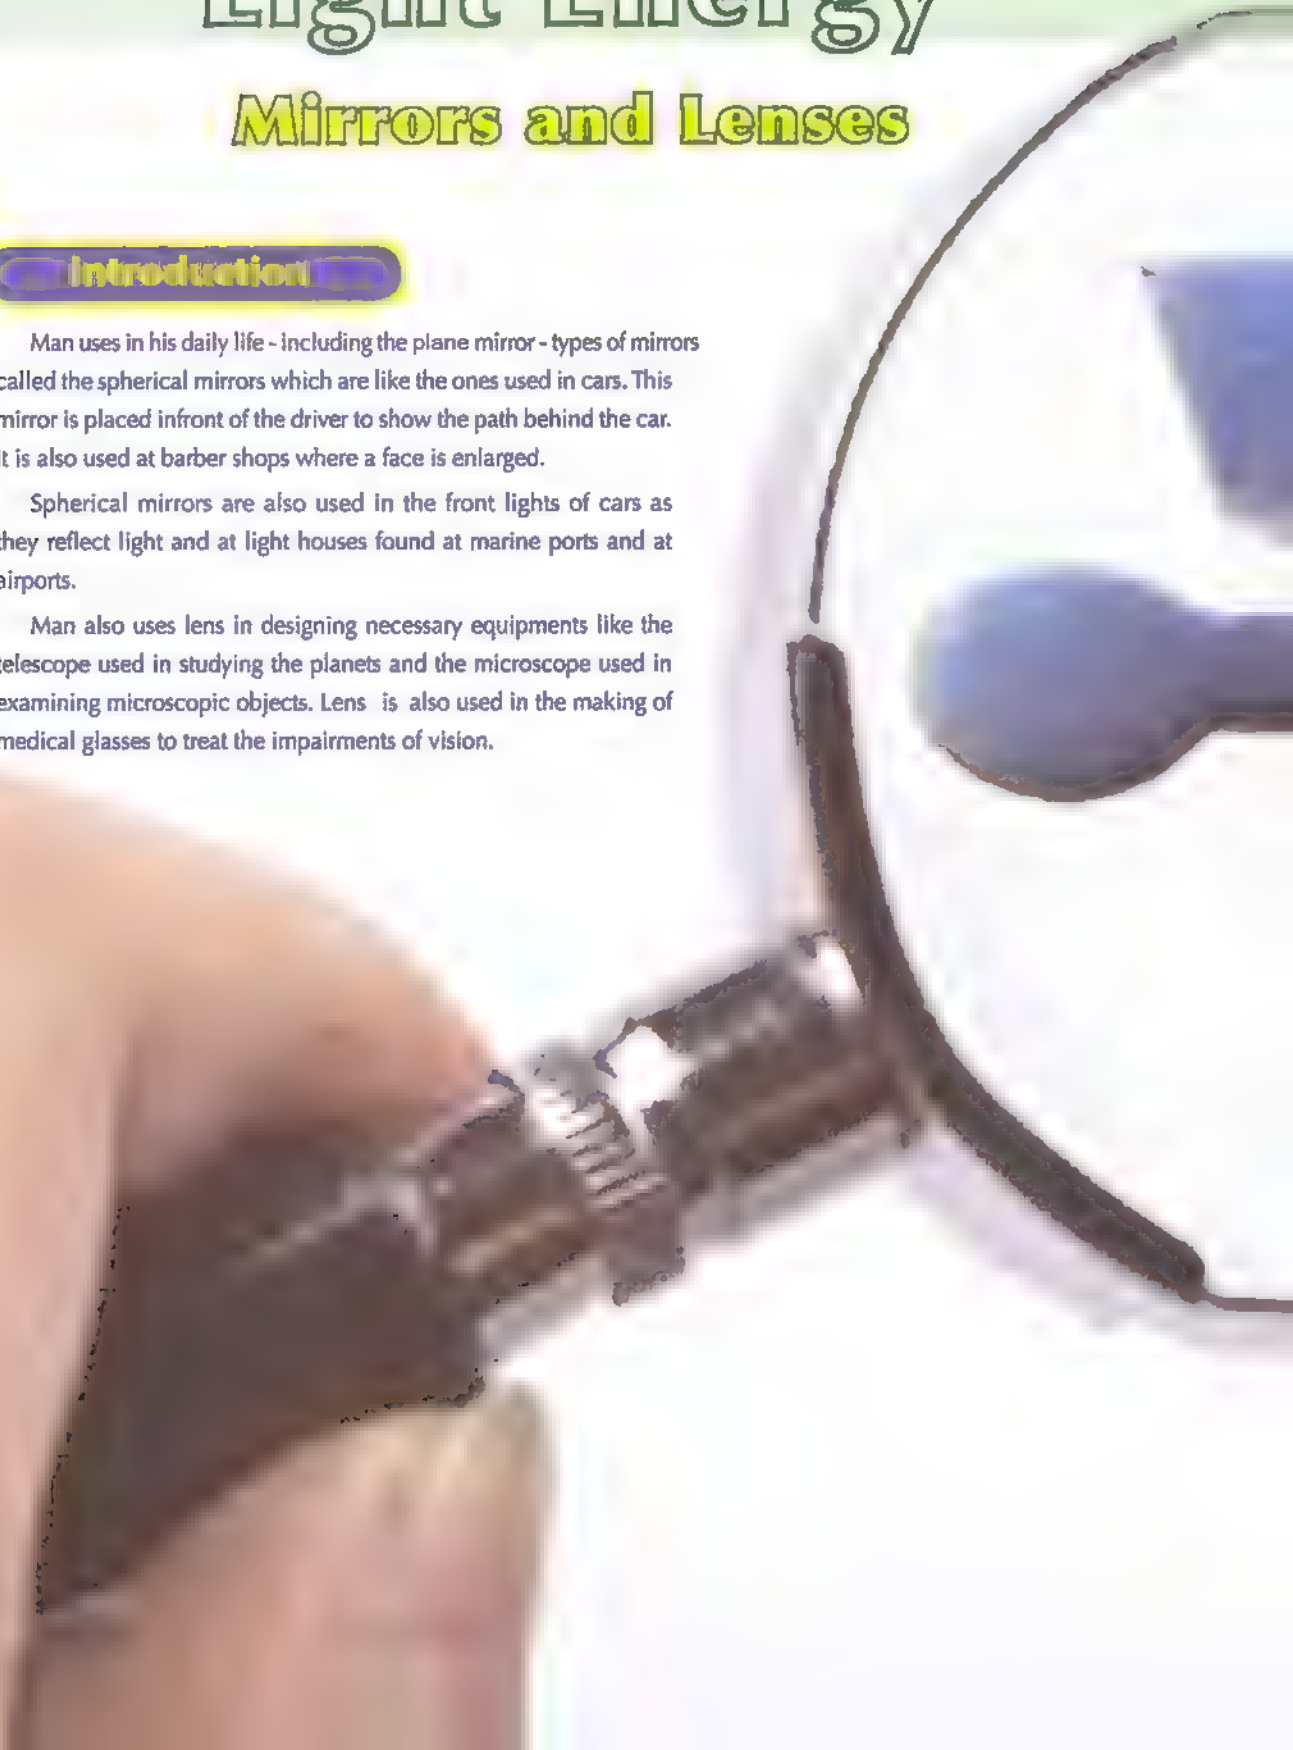 Light Energy
Mirrors and Lenses
introduction
Man uses in his daily life - including the plane mirror - types of mirrors
called the spherical mirrors which are like the ones used in cars. This
mirror is placed infront of the driver to show the path behind the car.
It is also used at barber shops where a face is enlarged.
Spherical mirrors are also used in the front lights of cars as
they reflect light and at light houses found at marine ports and at
airports.
Man also uses lens in designing necessary equipments like the
telescope used in studying the planets and the microscope used in
examining microscopic objects. Lens is also used in the making of
medical glasses to treat the impairments of vision.